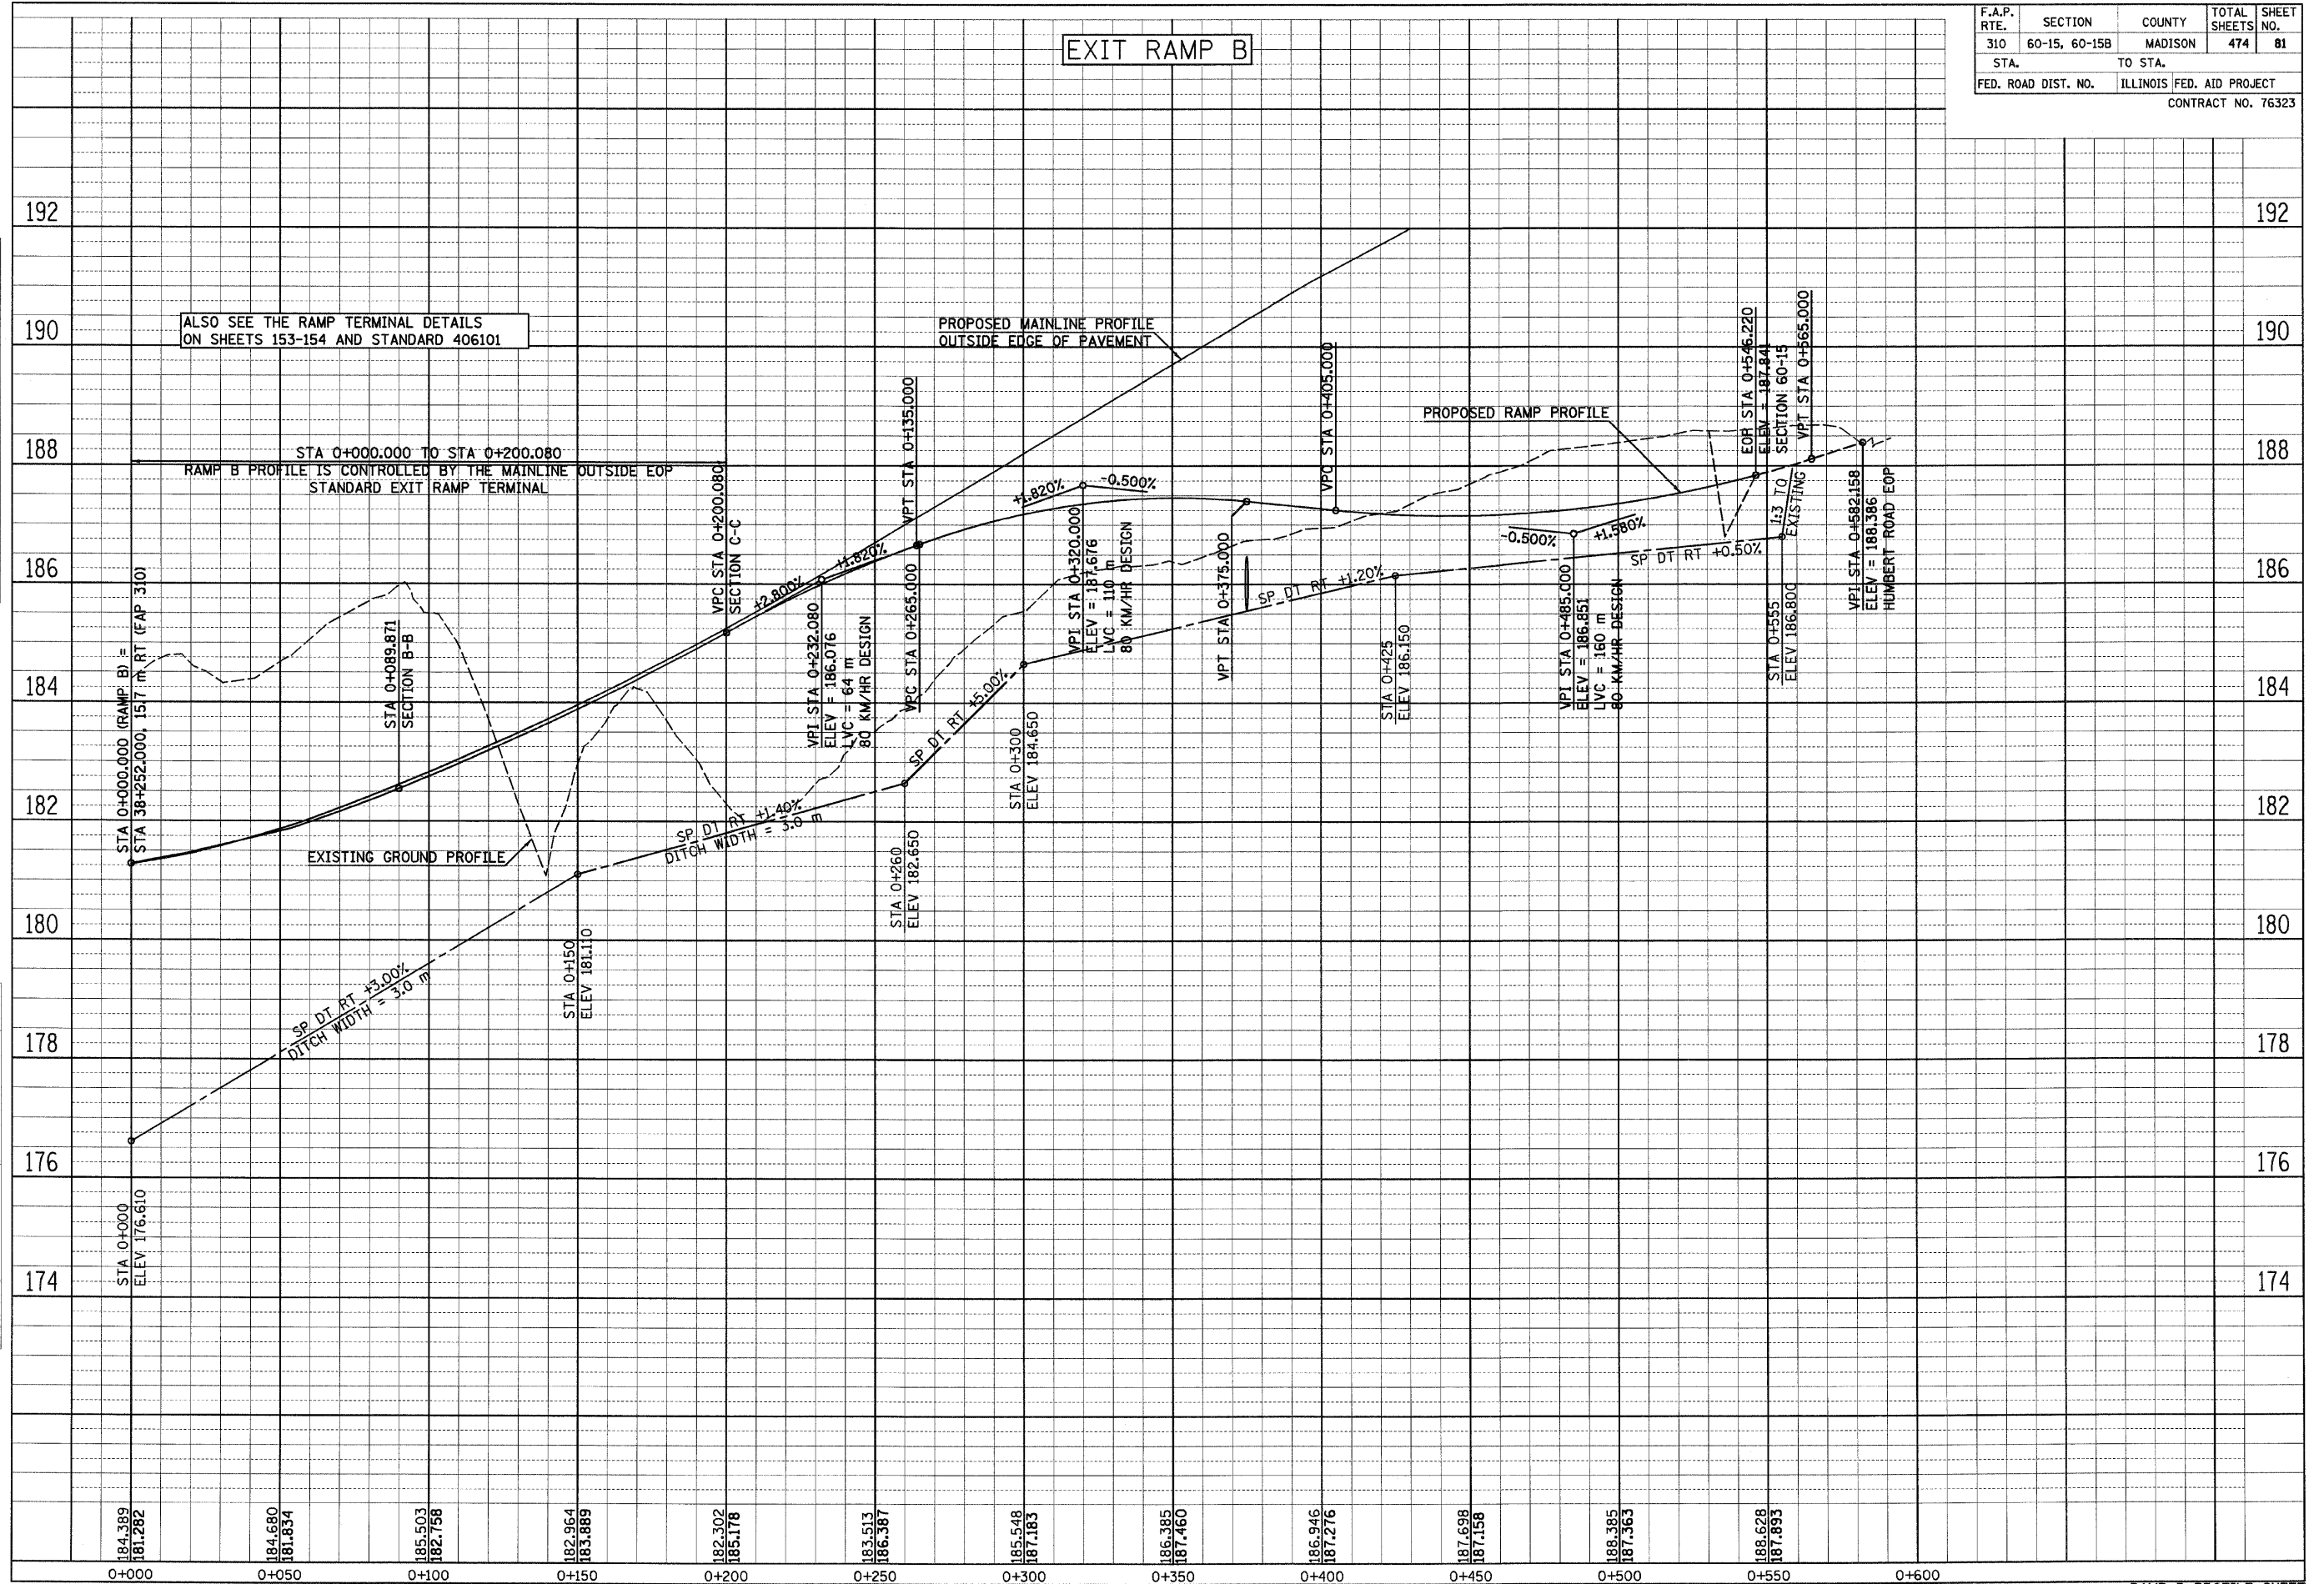 EXIT RAMP B
F.A.P. RTE.
SECTION
COUNTY
TOTAL SHEETS
SHEET NO.
310
60-15, 60-15B
MADISON
474
81
STA.
TO STA.
FED. ROAD DIST. NO.
ILLINOIS
FED. AID PROJECT
CONTRACT NO. 76323
192
192
190
190
188
188
186
186
184
184
182
182
180
180
178
178
176
176
174
174
ALSO SEE THE RAMP TERMINAL DETAILS
ON SHEETS 153-154 AND STANDARD 406101
STA 0+000.000 TO STA 0+200.080
RAMP B PROFILE IS CONTROLLED BY THE MAINLINE OUTSIDE EOP
STANDARD EXIT RAMP TERMINAL
PROPOSED MAINLINE PROFILE
OUTSIDE EDGE OF PAVEMENT
PROPOSED RAMP PROFILE
EXISTING GROUND PROFILE
STA 0+000.000 (RAMP B) =
STA 38+252.000, 15.7 m RT (FAP 310)
STA 0+089.871
SECTION B-B
VPC STA 0+200.080
SECTION C-C
+2.800%
+1.820%
VPI STA 0+232.080
ELEV = 186.076
LVC = 64 m
80 KM/HR DESIGN
VPT STA 0+135.000
VPC STA 0+265.000
+1.820%
-0.500%
VPI STA 0+320.000
ELEV = 187.676
LVC = 110 m
80 KM/HR DESIGN
VPT STA 0+375.000
VPC STA 0+405.000
-0.500%
+1.580%
VPI STA 0+485.000
ELEV = 186.851
LVC = 160 m
80 KM/HR DESIGN
EOR STA 0+546.220
ELEV = 187.841
SECTION 60-15
VPT STA 0+565.000
1:3 TO
EXISTING
VPI STA 0+582.158
ELEV = 188.386
HUMBERT ROAD EOP
SP DT RT +3.00%
DITCH WIDTH = 3.0 m
SP DT RT +1.40%
DITCH WIDTH = 3.0 m
SP DT RT +5.00%
SP DT RT +1.20%
SP DT RT +0.50%
STA 0+000
ELEV 176.610
STA 0+150
ELEV 181.110
STA 0+260
ELEV 182.650
STA 0+300
ELEV 184.650
STA 0+425
ELEV 186.150
STA 0+555
ELEV 186.800
184.389
181.282
184.680
181.834
185.503
182.758
182.964
183.889
182.302
185.178
183.513
186.387
185.548
187.183
186.385
187.460
186.946
187.276
187.698
187.158
188.385
187.363
188.628
187.893
0+000
0+050
0+100
0+150
0+200
0+250
0+300
0+350
0+400
0+450
0+500
0+550
0+600